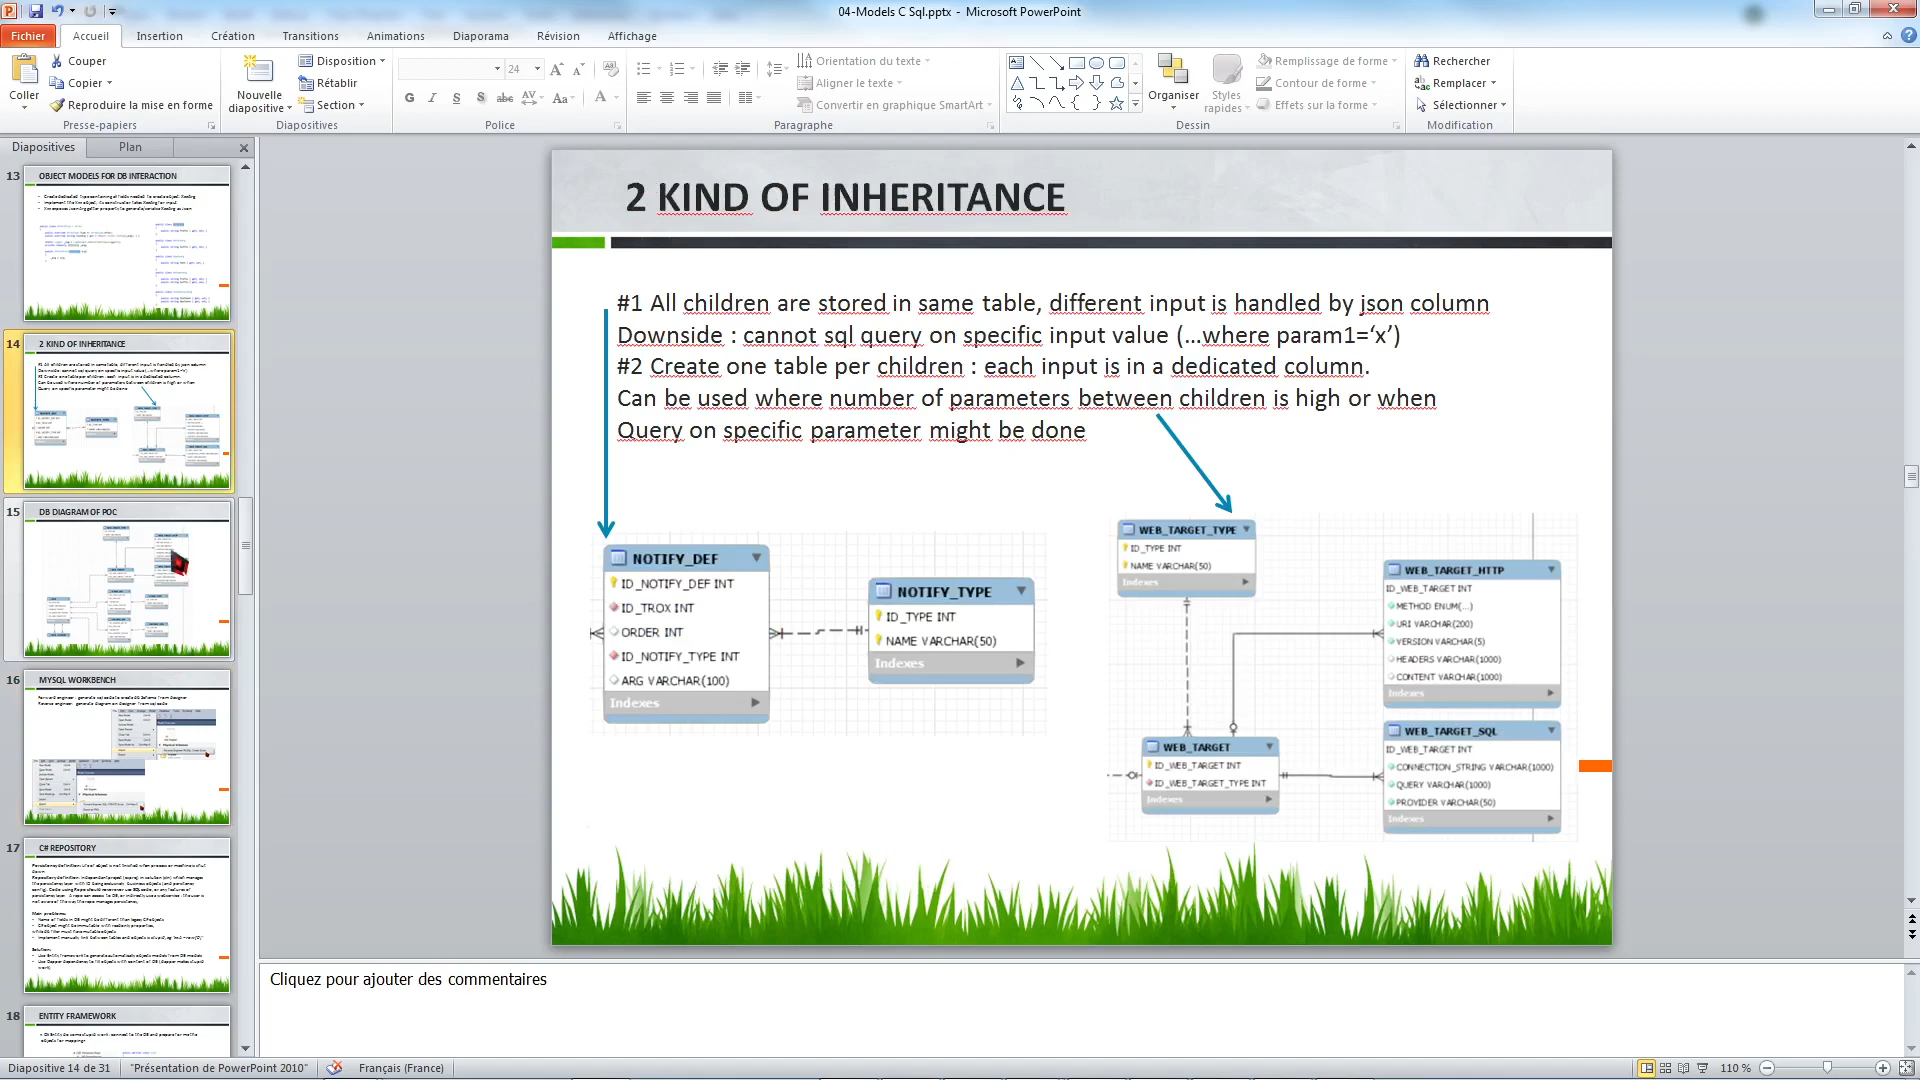 04-Models C Sql.pptx - Microsoft PowerPoint
Fichier Accueil Insertion Création Transitions Animations Diaporama Révision Affichage
Coller
Couper
Copier
Reproduire la mise en forme
Presse-papiers
Nouvelle diapositive
Disposition
Rétablir
Section
Diapositives
24
G I S S abc AV Aa A
Police
Orientation du texte
Aligner le texte
Convertir en graphique SmartArt
Paragraphe
Organiser
Styles rapides
Remplissage de forme
Contour de forme
Effets sur la forme
Dessin
Rechercher
Remplacer
Sélectionner
Modification
Diapositives Plan
13 OBJECT MODELS FOR DB INTERACTION
14 2 KIND OF INHERITANCE
15 DB DIAGRAM OF POC
16 MYSQL WORKBENCH
17 C# REPOSITORY
18 ENTITY FRAMEWORK
2 KIND OF INHERITANCE
#1 All children are stored in same table, different input is handled by json column
Downside : cannot sql query on specific input value (…where param1=‘x’)
#2 Create one table per children : each input is in a dedicated column.
Can be used where number of parameters between children is high or when
Query on specific parameter might be done
NOTIFY_DEF
ID_NOTIFY_DEF INT
ID_TROX INT
ORDER INT
ID_NOTIFY_TYPE INT
ARG VARCHAR(100)
Indexes
NOTIFY_TYPE
ID_TYPE INT
NAME VARCHAR(50)
Indexes
WEB_TARGET_TYPE
ID_TYPE INT
NAME VARCHAR(50)
Indexes
WEB_TARGET_HTTP
ID_WEB_TARGET INT
METHOD ENUM(...)
URI VARCHAR(200)
VERSION VARCHAR(5)
HEADERS VARCHAR(1000)
CONTENT VARCHAR(1000)
Indexes
WEB_TARGET
ID_WEB_TARGET INT
ID_WEB_TARGET_TYPE INT
Indexes
WEB_TARGET_SQL
ID_WEB_TARGET INT
CONNECTION_STRING VARCHAR(1000)
QUERY VARCHAR(1000)
PROVIDER VARCHAR(50)
Indexes
Cliquez pour ajouter des commentaires
Diapositive 14 de 31 "Présentation de PowerPoint 2010" Français (France) 110 %